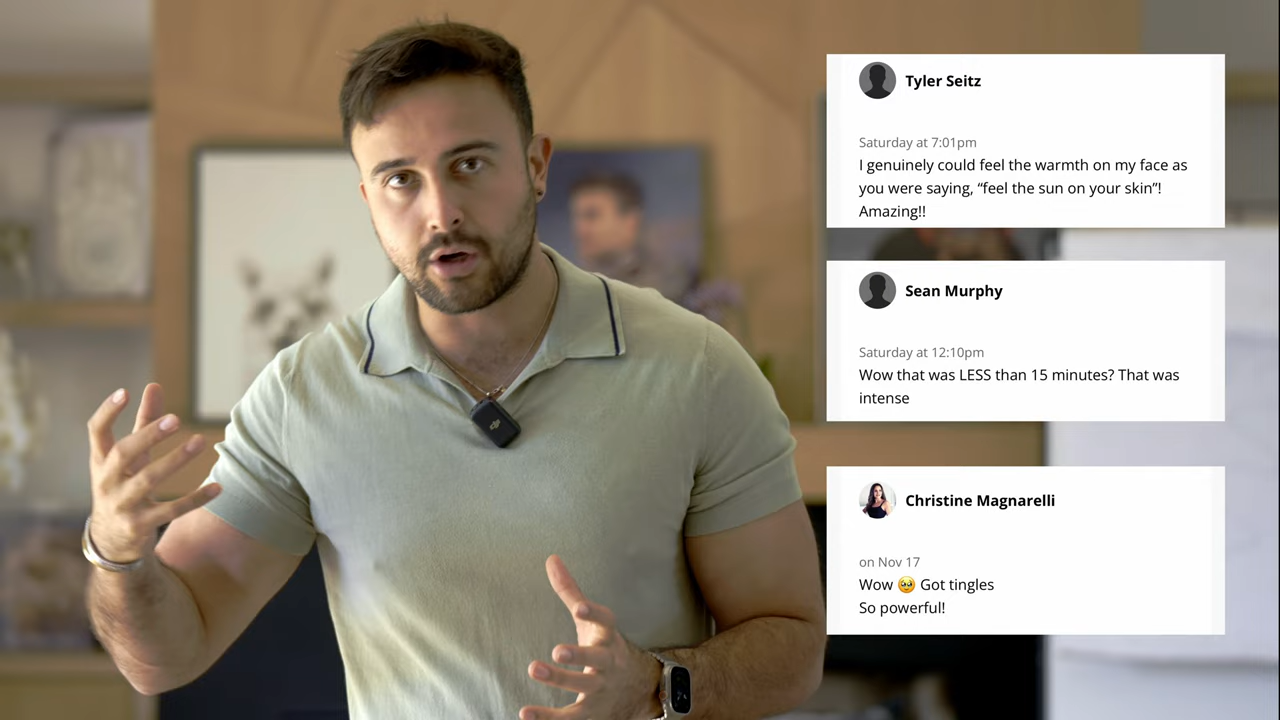 Tyler Seitz
Saturday at 7:01pm
I genuinely could feel the warmth on my face as
you were saying, “feel the sun on your skin”!
Amazing!!
Sean Murphy
Saturday at 12:10pm
Wow that was LESS than 15 minutes? That was
intense
Christine Magnarelli
on Nov 17
Wow 🥹 Got tingles
So powerful!